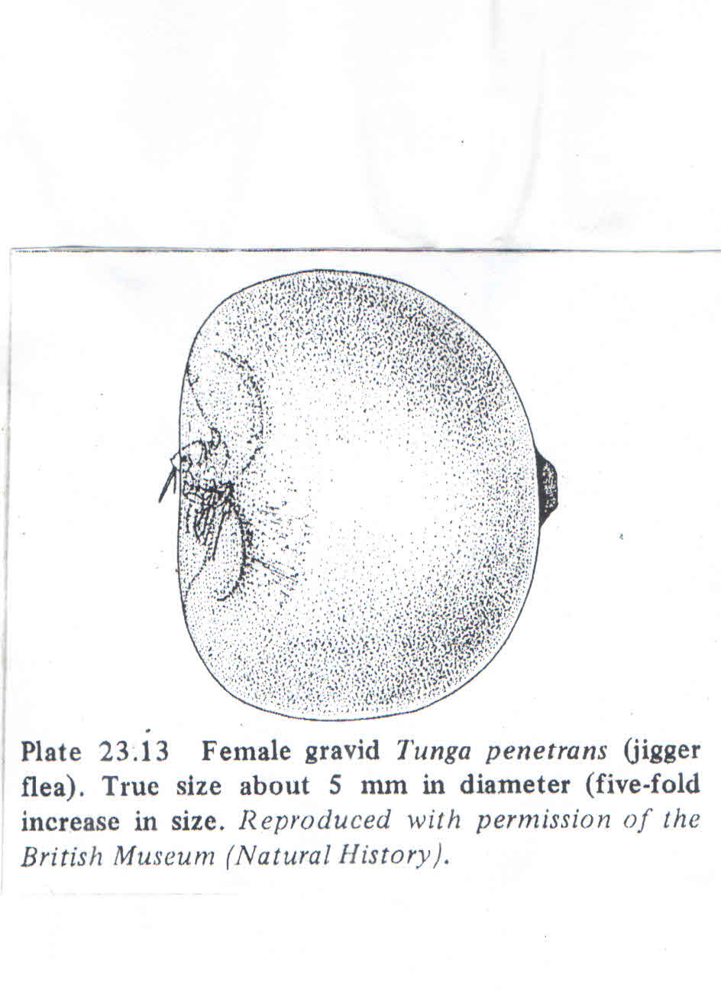 Plate 23.13 Female gravid Tunga penetrans (jigger
flea). True size about 5 mm in diameter (five-fold
increase in size. Reproduced with permission of the
British Museum (Natural History).